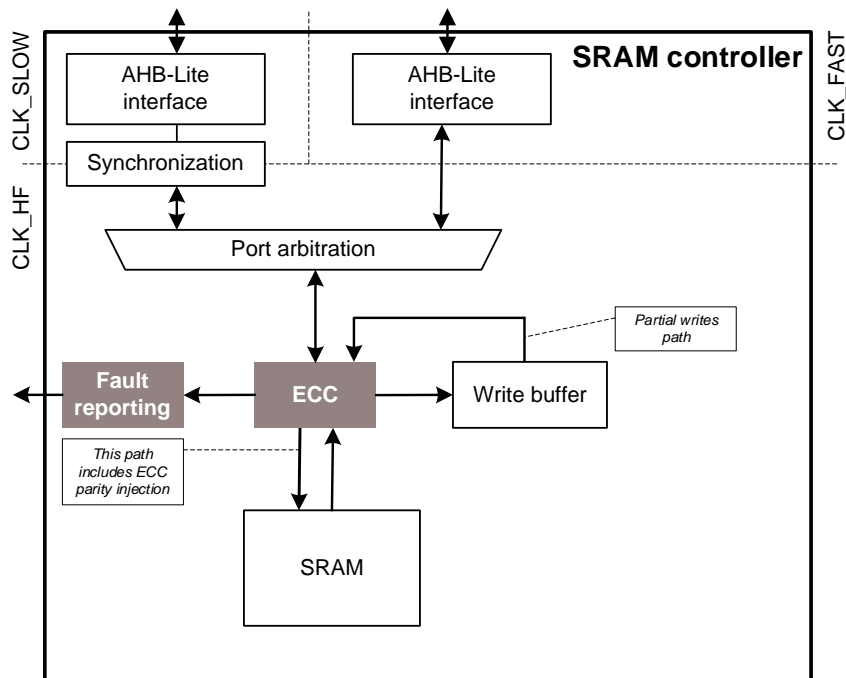 SRAM controller
CLK_SLOW
CLK_FAST
AHB-Lite
interface
AHB-Lite
interface
Synchronization
CLK_HF
Port arbitration
Partial writes
path
Fault
reporting
ECC
Write buffer
This path
includes ECC
parity injection
SRAM